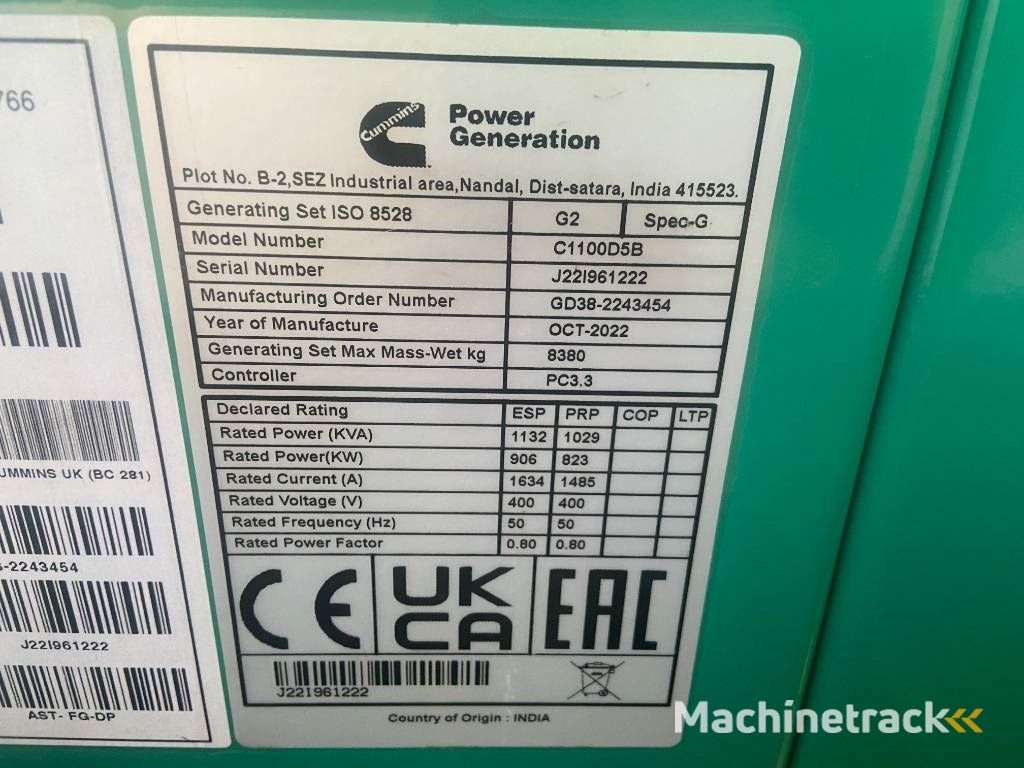 766
UMMINS UK (BC 281)
-2243454
J22I961222
AST- FG-DP
Cummins
Power
Generation
Plot No. B-2,SEZ Industrial area,Nandal, Dist-satara, India 415523.
Generating Set ISO 8528 G2 Spec-G
Model Number C1100D5B
Serial Number J22I961222
Manufacturing Order Number GD38-2243454
Year of Manufacture OCT-2022
Generating Set Max Mass-Wet kg 8380
Controller PC3.3
Declared Rating ESP PRP COP LTP
Rated Power (KVA) 1132 1029
Rated Power(KW) 906 823
Rated Current (A) 1634 1485
Rated Voltage (V) 400 400
Rated Frequency (Hz) 50 50
Rated Power Factor 0.80 0.80
CE UK CA EAC
J22I961222
Country of Origin : INDIA
Machinetrack